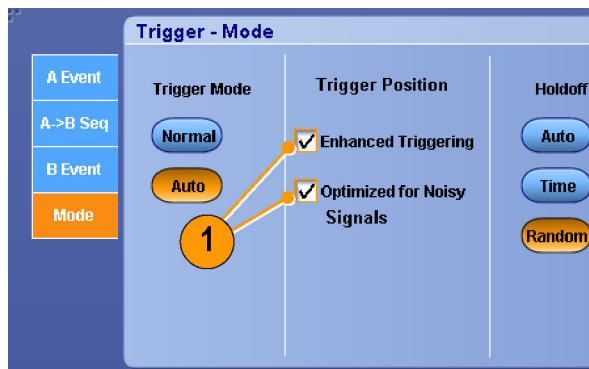 Trigger - Mode
A Event
A->B Seq
B Event
Mode
Trigger Mode
Normal
Auto
1
Trigger Position
Enhanced Triggering
Optimized for Noisy
Signals
Holdoff
Auto
Time
Random